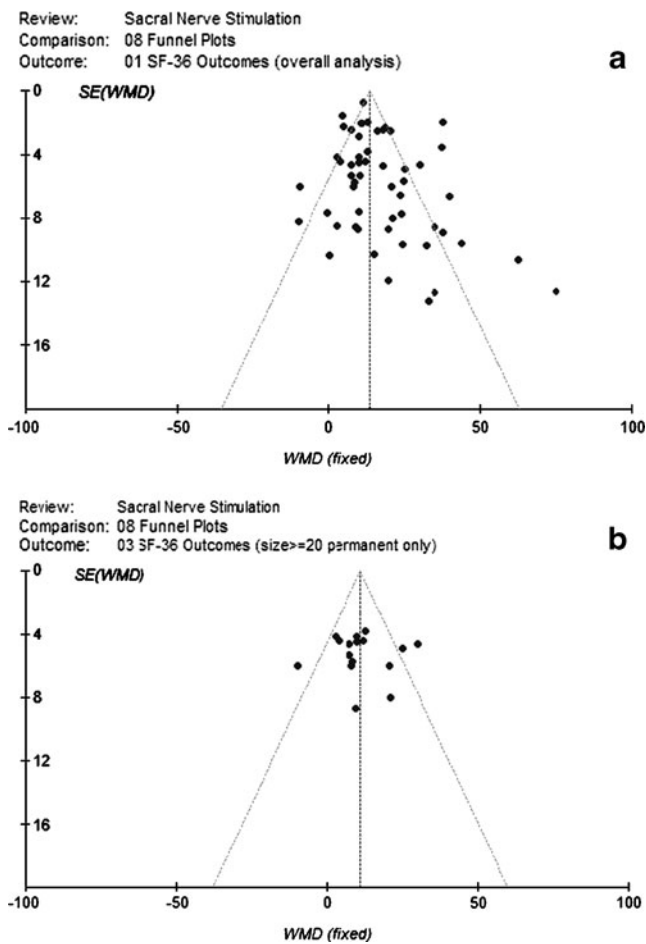 Review: Sacral Nerve Stimulation
Comparison: 08 Funnel Plots
Outcome: 01 SF-36 Outcomes (overall analysis)
a
SE(WMD)
0
4
8
12
16
-100 -50 0 50 100
WMD (fixed)
Review: Sacral Nerve Stimulation
Comparison: 08 Funnel Plots
Outcome: 03 SF-36 Outcomes (size>=20 permanent only)
b
SE(WMD)
0
4
8
12
16
-100 -50 0 50 100
WMD (fixed)